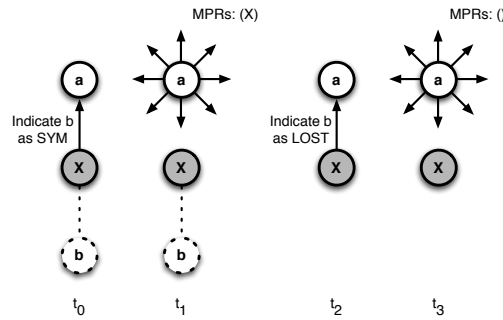 MPRs: (X)
MPRs: ()
a
a
a
a
Indicate b
as SYM
Indicate b
as LOST
X
X
X
X
b
b
t0
t1
t2
t3